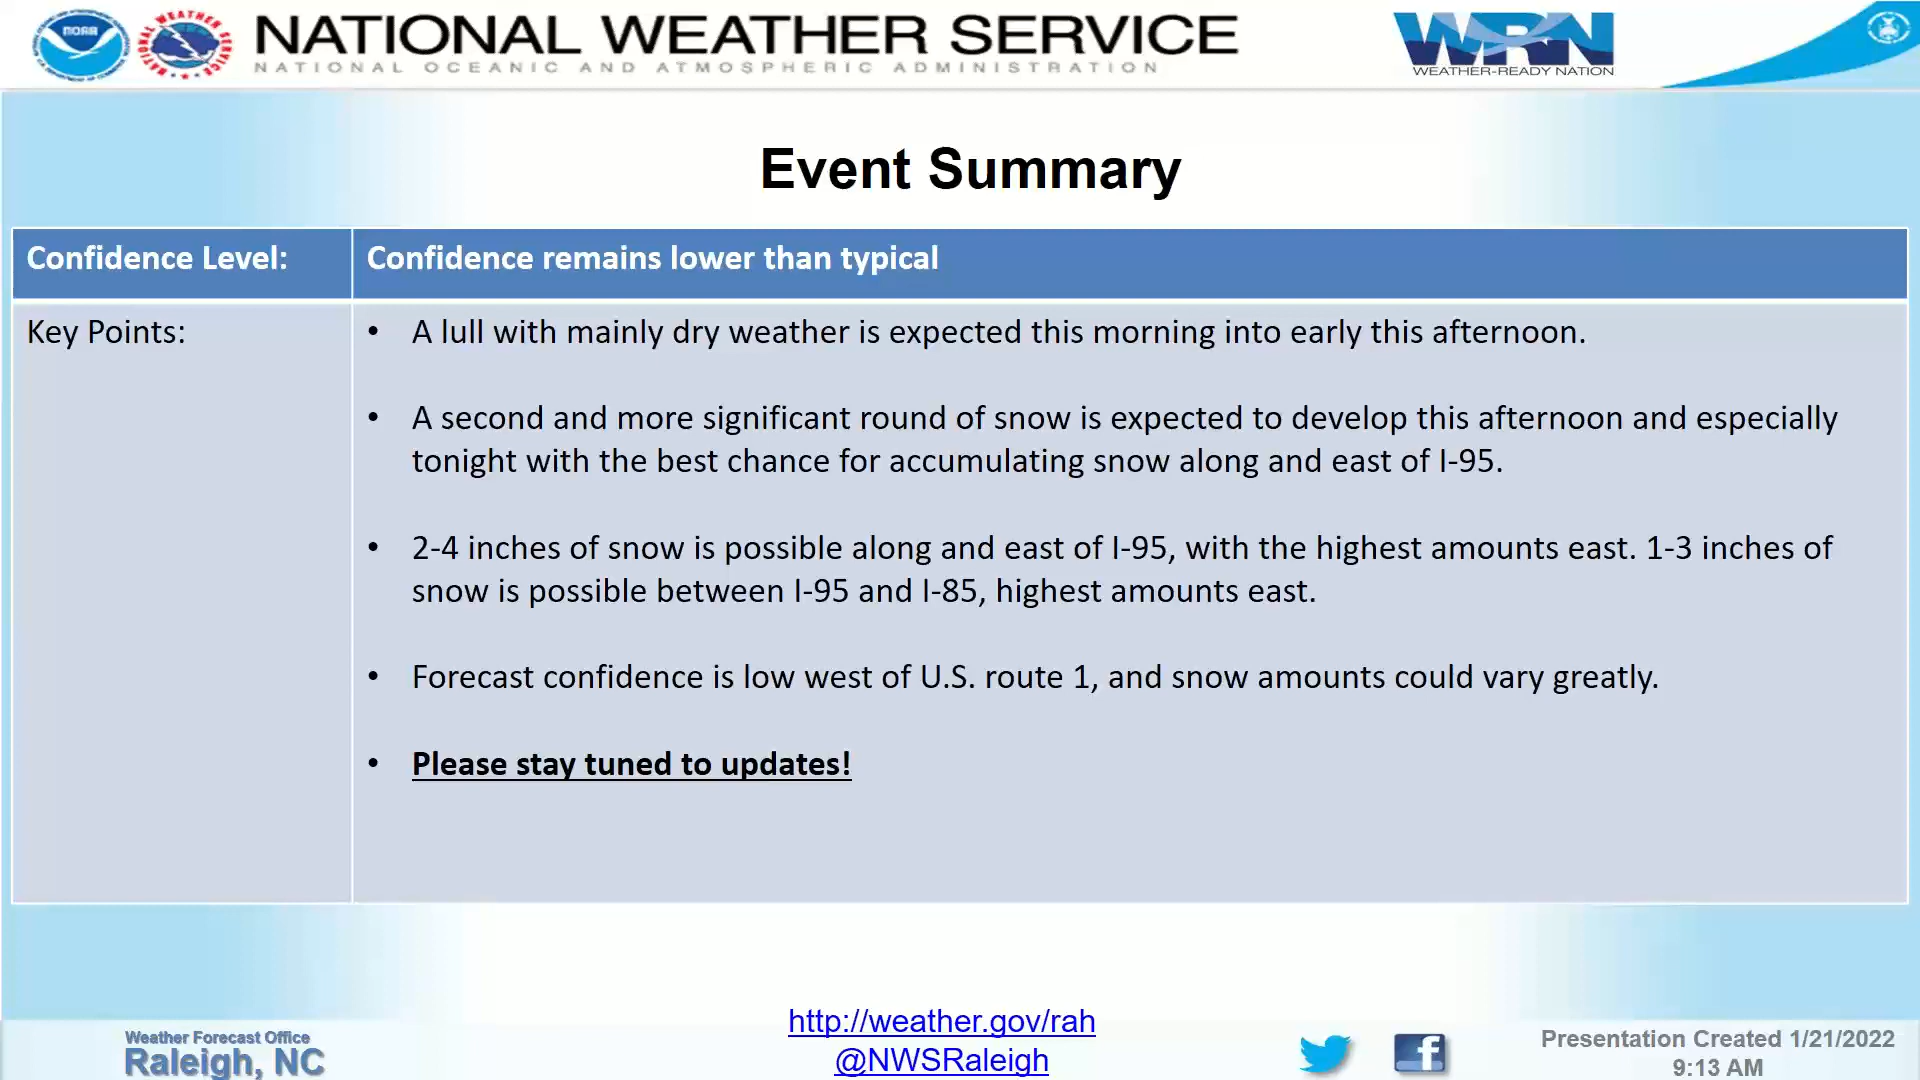 NOAA
NATIONAL WEATHER SERVICE
NATIONAL OCEANIC AND ATMOSPHERIC ADMINISTRATION
WRN
WEATHER-READY NATION
Event Summary
Confidence Level:
Confidence remains lower than typical
Key Points:
• A lull with mainly dry weather is expected this morning into early this afternoon.
• A second and more significant round of snow is expected to develop this afternoon and especially
tonight with the best chance for accumulating snow along and east of I-95.
• 2-4 inches of snow is possible along and east of I-95, with the highest amounts east. 1-3 inches of
snow is possible between I-95 and I-85, highest amounts east.
• Forecast confidence is low west of U.S. route 1, and snow amounts could vary greatly.
• Please stay tuned to updates!
Weather Forecast Office
Raleigh, NC
http://weather.gov/rah
@NWSRaleigh
f
Presentation Created 1/21/2022
9:13 AM